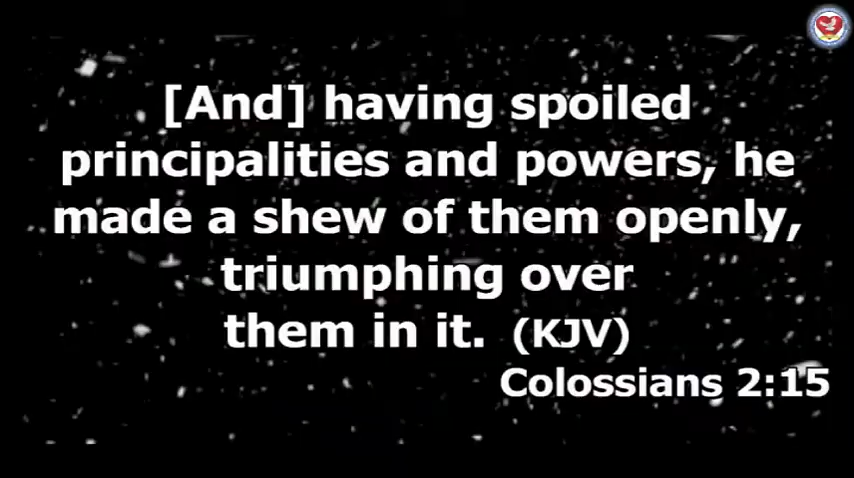 [And] having spoiled
principalities and powers, he
made a shew of them openly,
triumphing over
them in it. (KJV)
Colossians 2:15